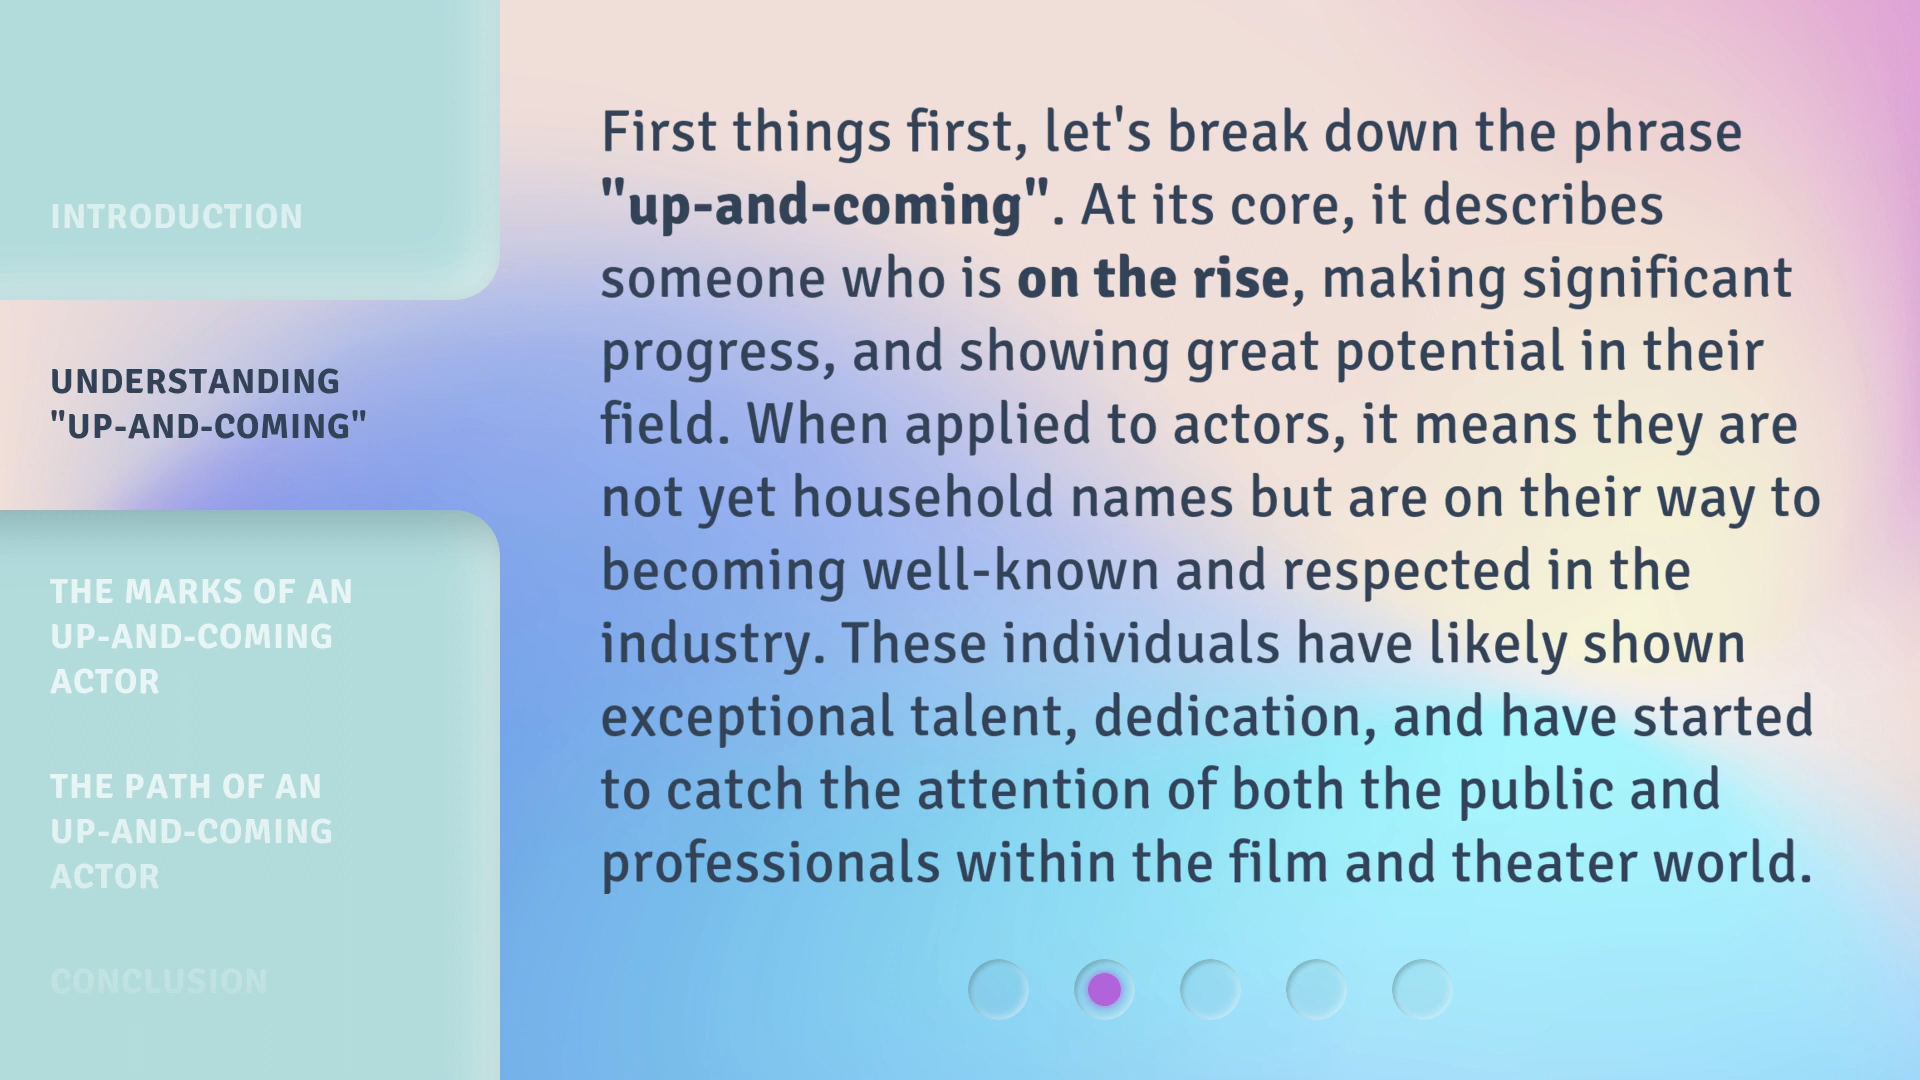 INTRODUCTION
UNDERSTANDING
"UP-AND-COMING"
THE MARKS OF AN
UP-AND-COMING
ACTOR
THE PATH OF AN
UP-AND-COMING
ACTOR
CONCLUSION
First things first, let's break down the phrase
"up-and-coming". At its core, it describes
someone who is on the rise, making significant
progress, and showing great potential in their
field. When applied to actors, it means they are
not yet household names but are on their way to
becoming well-known and respected in the
industry. These individuals have likely shown
exceptional talent, dedication, and have started
to catch the attention of both the public and
professionals within the film and theater world.